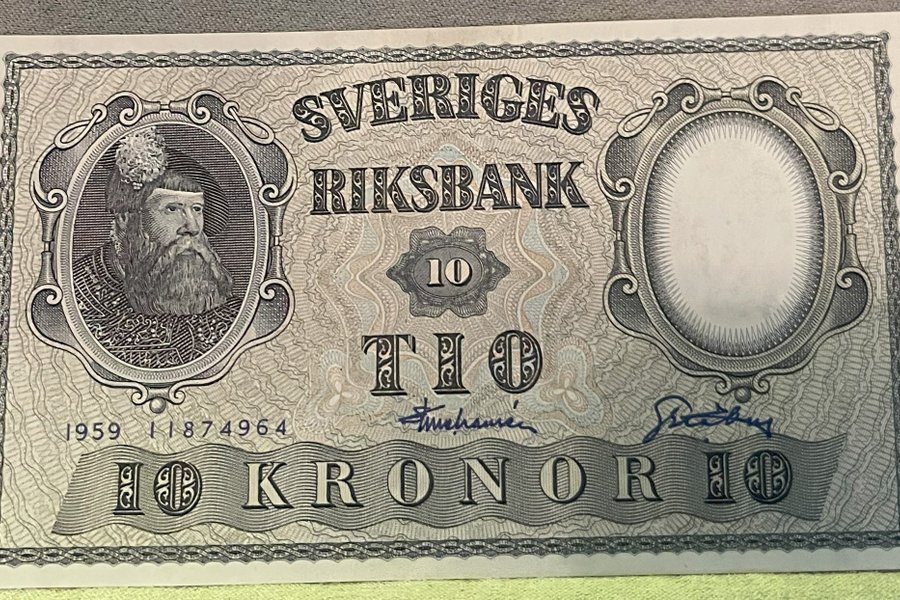 SVERIGES
RIKSBANK
10
TIO
1959 11874964
10 KRONOR 10